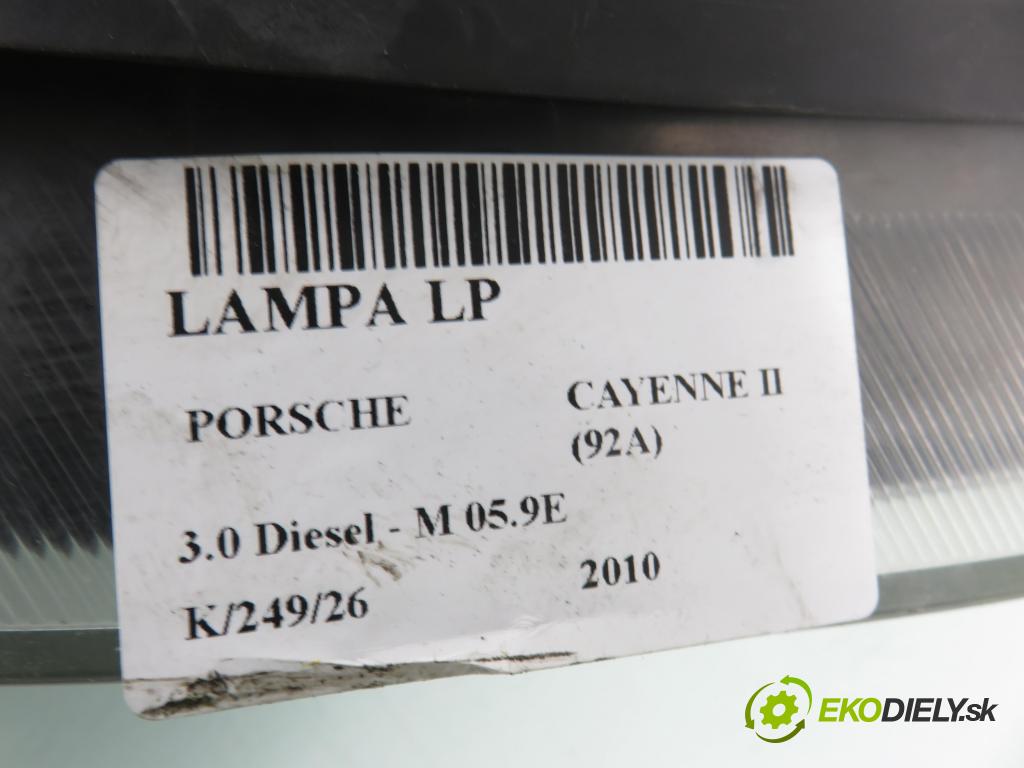 LAMPA LP
PORSCHE CAYENNE II
(92A)
3.0 Diesel - M 05.9E
K/249/26 2010
EKODIELY.sk